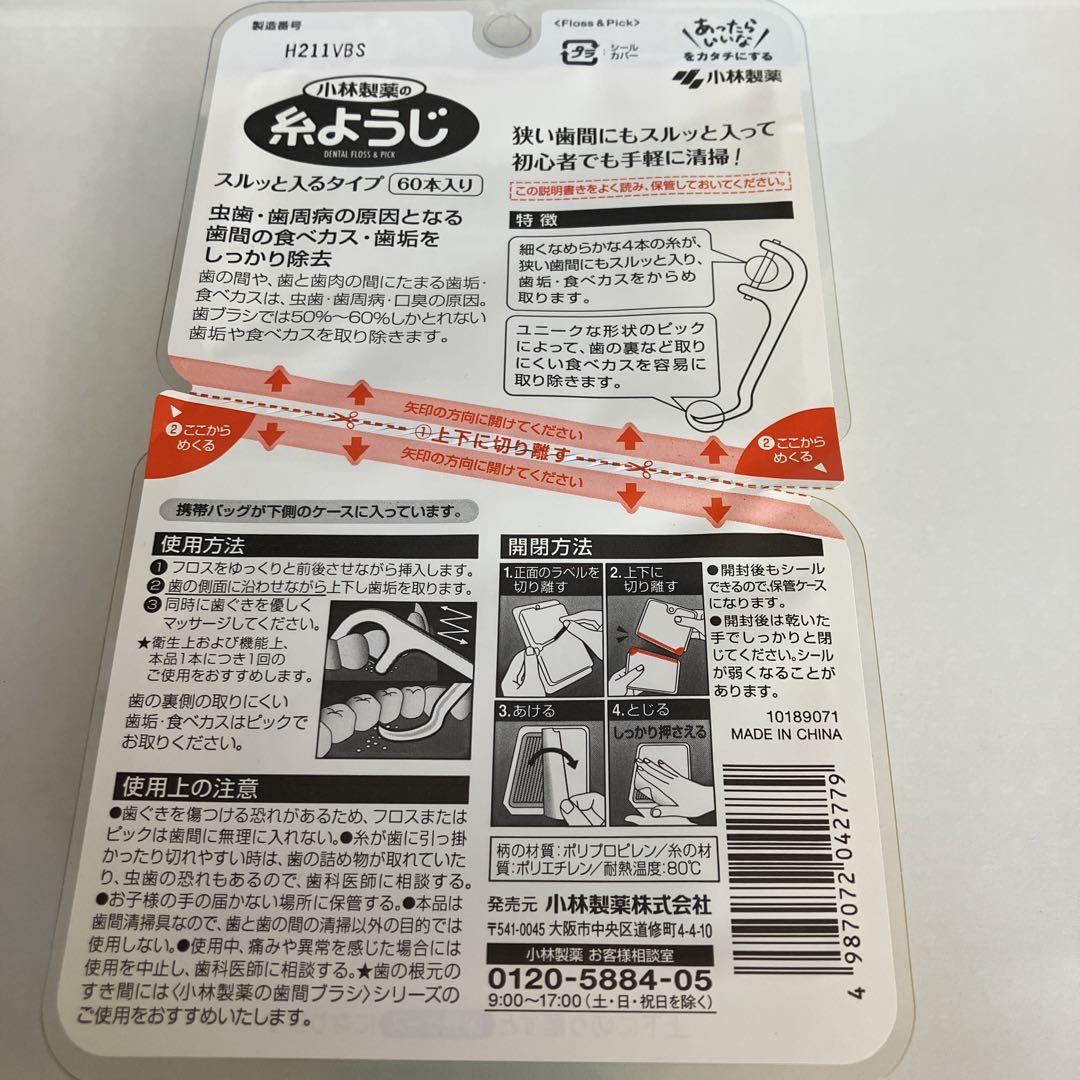 製造番号
H211VBS
<Floss & Pick>
プラ
:シール
カバー
あったら
いいな
をカタチにする
小林製薬
小林製薬の
糸ようじ
DENTAL FLOSS & PICK
スルッと入るタイプ 60本入り
虫歯・歯周病の原因となる
歯間の食べカス・歯垢を
しっかり除去
歯の間や、歯と歯肉の間にたまる歯垢・
食べカスは、虫歯・歯周病・口臭の原因。
歯ブラシでは50%〜60%しかとれない
歯垢や食べカスを取り除きます。
狭い歯間にもスルッと入って
初心者でも手軽に清掃!
この説明書きをよく読み、保管しておいてください。
特徴
細くなめらかな4本の糸が、
狭い歯間にもスルッと入り、
歯垢・食べカスをからめ
取ります。
ユニークな形状のピック
によって、歯の裏など取り
にくい食べカスを容易に
取り除きます。
矢印の方向に開けてください
①上下に切り離す
矢印の方向に開けてください
②ここから
めくる
②ここから
めくる
携帯バッグが下側のケースに入っています。
使用方法
❶フロスをゆっくりと前後させながら挿入します。
❷歯の側面に沿わせながら上下し歯垢を取ります。
❸同時に歯ぐきを優しく
マッサージしてください。
★衛生上および機能上、
本品1本につき1回の
ご使用をおすすめします。
歯の裏側の取りにくい
歯垢・食べカスはピックで
お取りください。
開閉方法
1.正面のラベルを
切り離す
2.上下に
切り離す
3.あける
4.とじる
しっかり押さえる
●開封後もシール
できるので、保管ケース
になります。
●開封後は乾いた
手でしっかりと閉
じてください。シール
が弱くなることが
あります。
10189071
MADE IN CHINA
使用上の注意
●歯ぐきを傷つける恐れがあるため、フロスまたは
ピックは歯間に無理に入れない。●糸が歯に引っ掛
かったり切れやすい時は、歯の詰め物が取れていた
り、虫歯の恐れもあるので、歯科医師に相談する。
●お子様の手の届かない場所に保管する。●本品は
歯間清掃具なので、歯と歯の間の清掃以外の目的では
使用しない。●使用中、痛みや異常を感じた場合には
使用を中止し、歯科医師に相談する。★歯の根元の
すき間には〈小林製薬の歯間ブラシ〉シリーズの
ご使用をおすすめいたします。
柄の材質:ポリプロピレン/糸の材
質:ポリエチレン/耐熱温度:80℃
発売元 小林製薬株式会社
〒541-0045 大阪市中央区道修町4-4-10
小林製薬 お客様相談室
0120-5884-05
9:00〜17:00(土・日・祝日を除く)
4 987072 042779